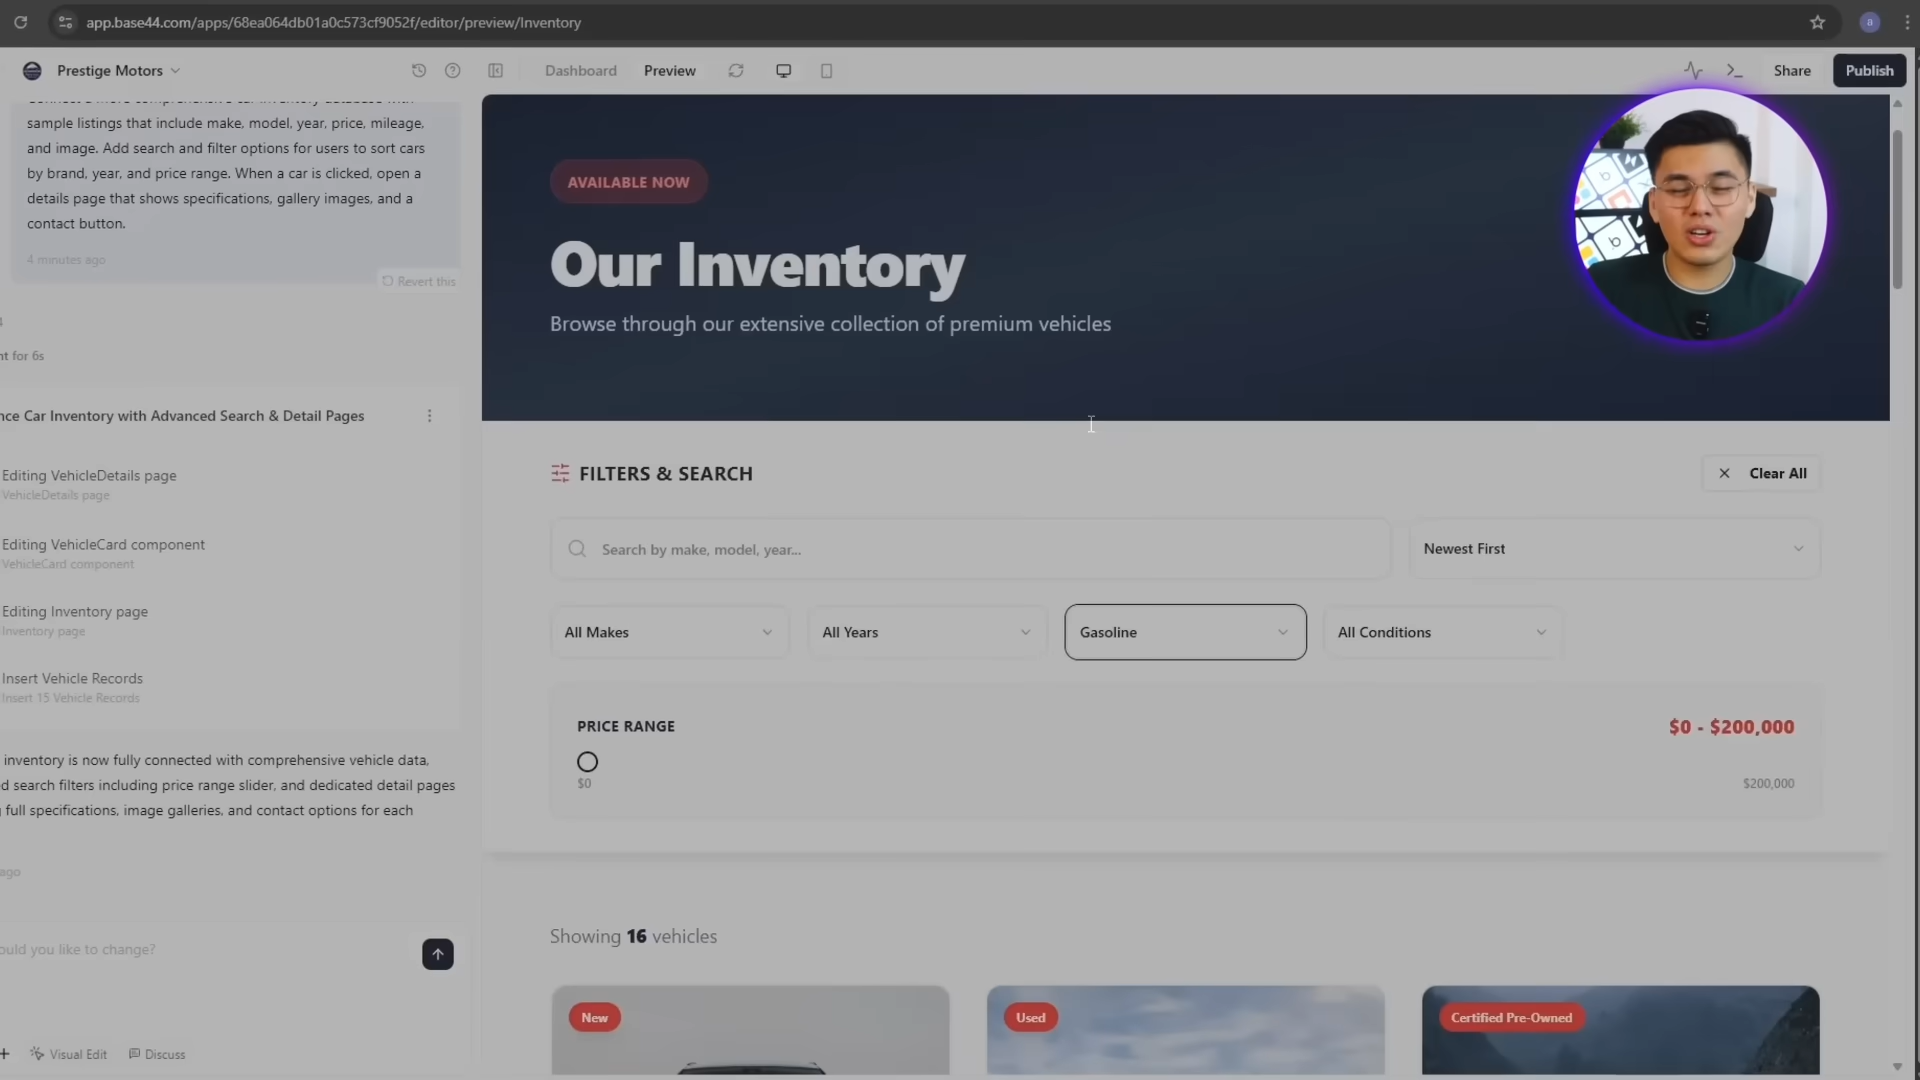 app.base44.com/apps/68ea064db01a0c573cf9052f/editor/preview/Inventory
a
Prestige Motors
Dashboard
Preview
Share
Publish
sample listings that include make, model, year, price, mileage,
and image. Add search and filter options for users to sort cars
by brand, year, and price range. When a car is clicked, open a
details page that shows specifications, gallery images, and a
contact button.
4 minutes ago
Revert this
nt for 6s
nce Car Inventory with Advanced Search & Detail Pages
Editing VehicleDetails page
VehicleDetails page
Editing VehicleCard component
VehicleCard component
Editing Inventory page
Inventory page
Insert Vehicle Records
Insert 15 Vehicle Records
inventory is now fully connected with comprehensive vehicle data,
d search filters including price range slider, and dedicated detail pages
full specifications, image galleries, and contact options for each
ago
ould you like to change?
Visual Edit
Discuss
AVAILABLE NOW
Our Inventory
Browse through our extensive collection of premium vehicles
FILTERS & SEARCH
Clear All
Search by make, model, year...
Newest First
All Makes
All Years
Gasoline
All Conditions
PRICE RANGE
$0 - $200,000
$0
$200,000
Showing 16 vehicles
New
Used
Certified Pre-Owned